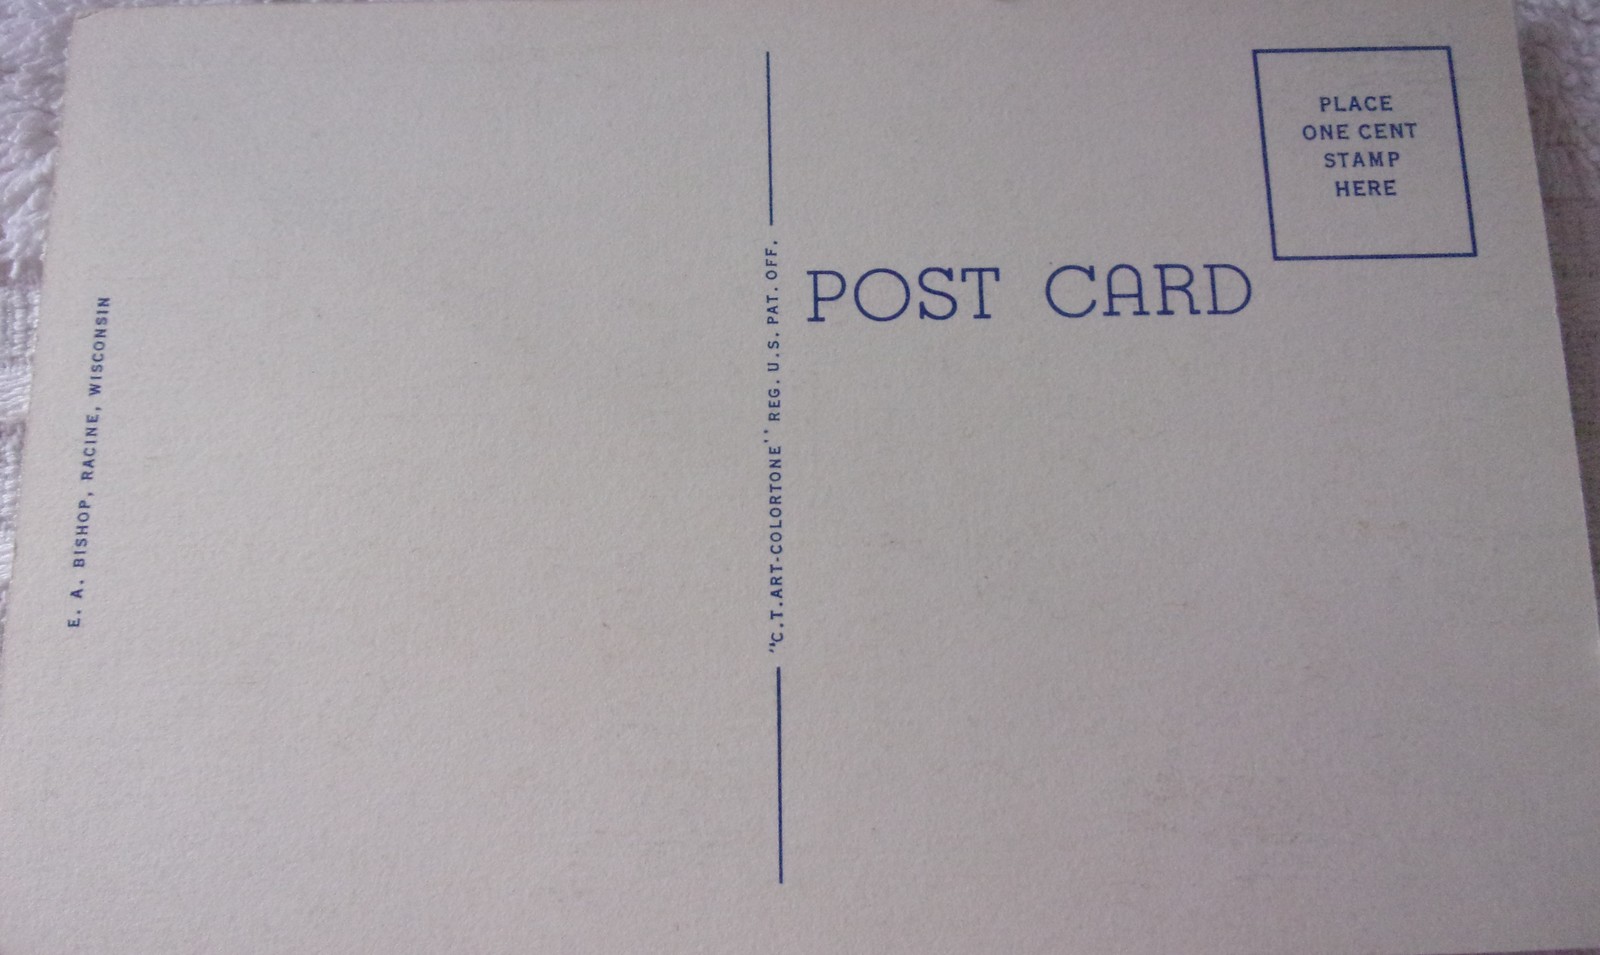 PLACE
ONE CENT
STAMP
HERE
POST CARD
"C.T.ART-COLORTONE" REG. U.S. PAT. OFF.
E. A. BISHOP, RACINE, WISCONSIN